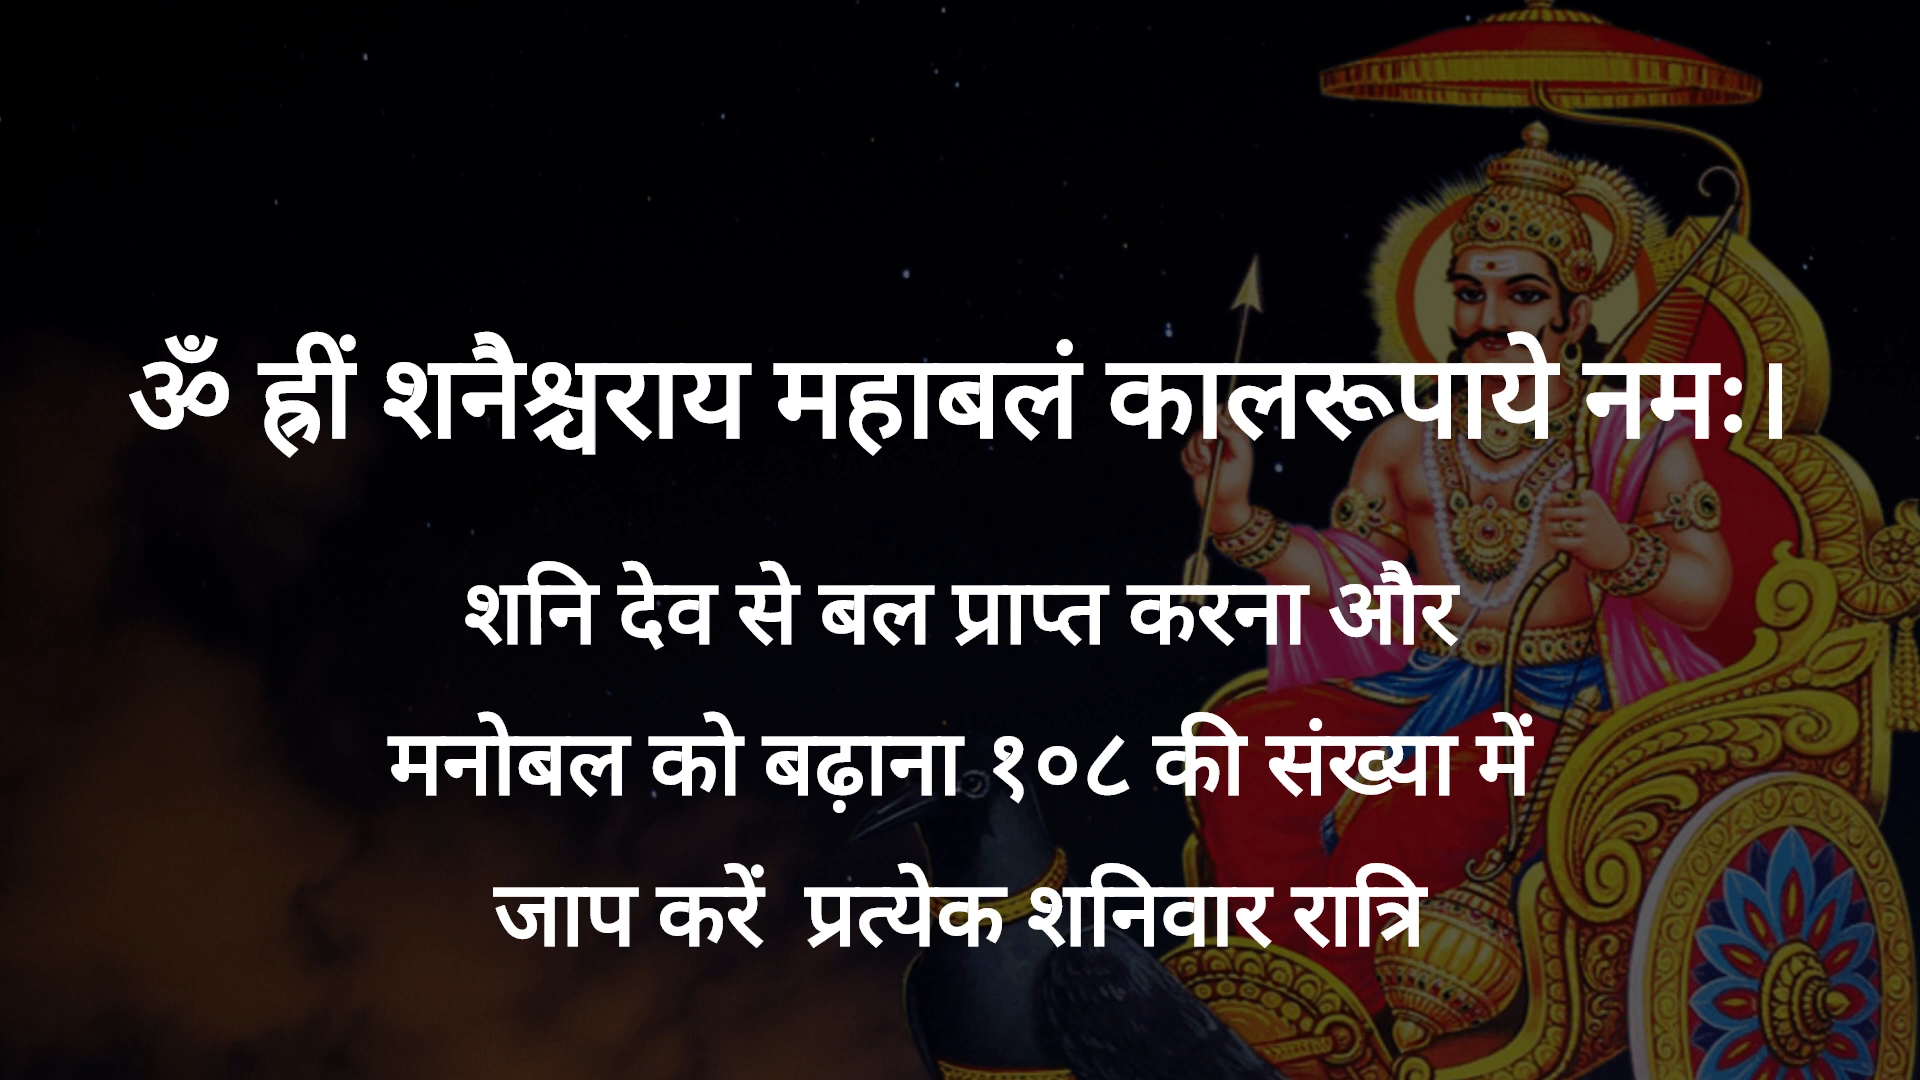 ॐ ह्रीं शनैश्चराय महाबलं कालरूपाये नमः।
शनि देव से बल प्राप्त करना और
मनोबल को बढ़ाना १०८ की संख्या में
जाप करें प्रत्येक शनिवार रात्रि